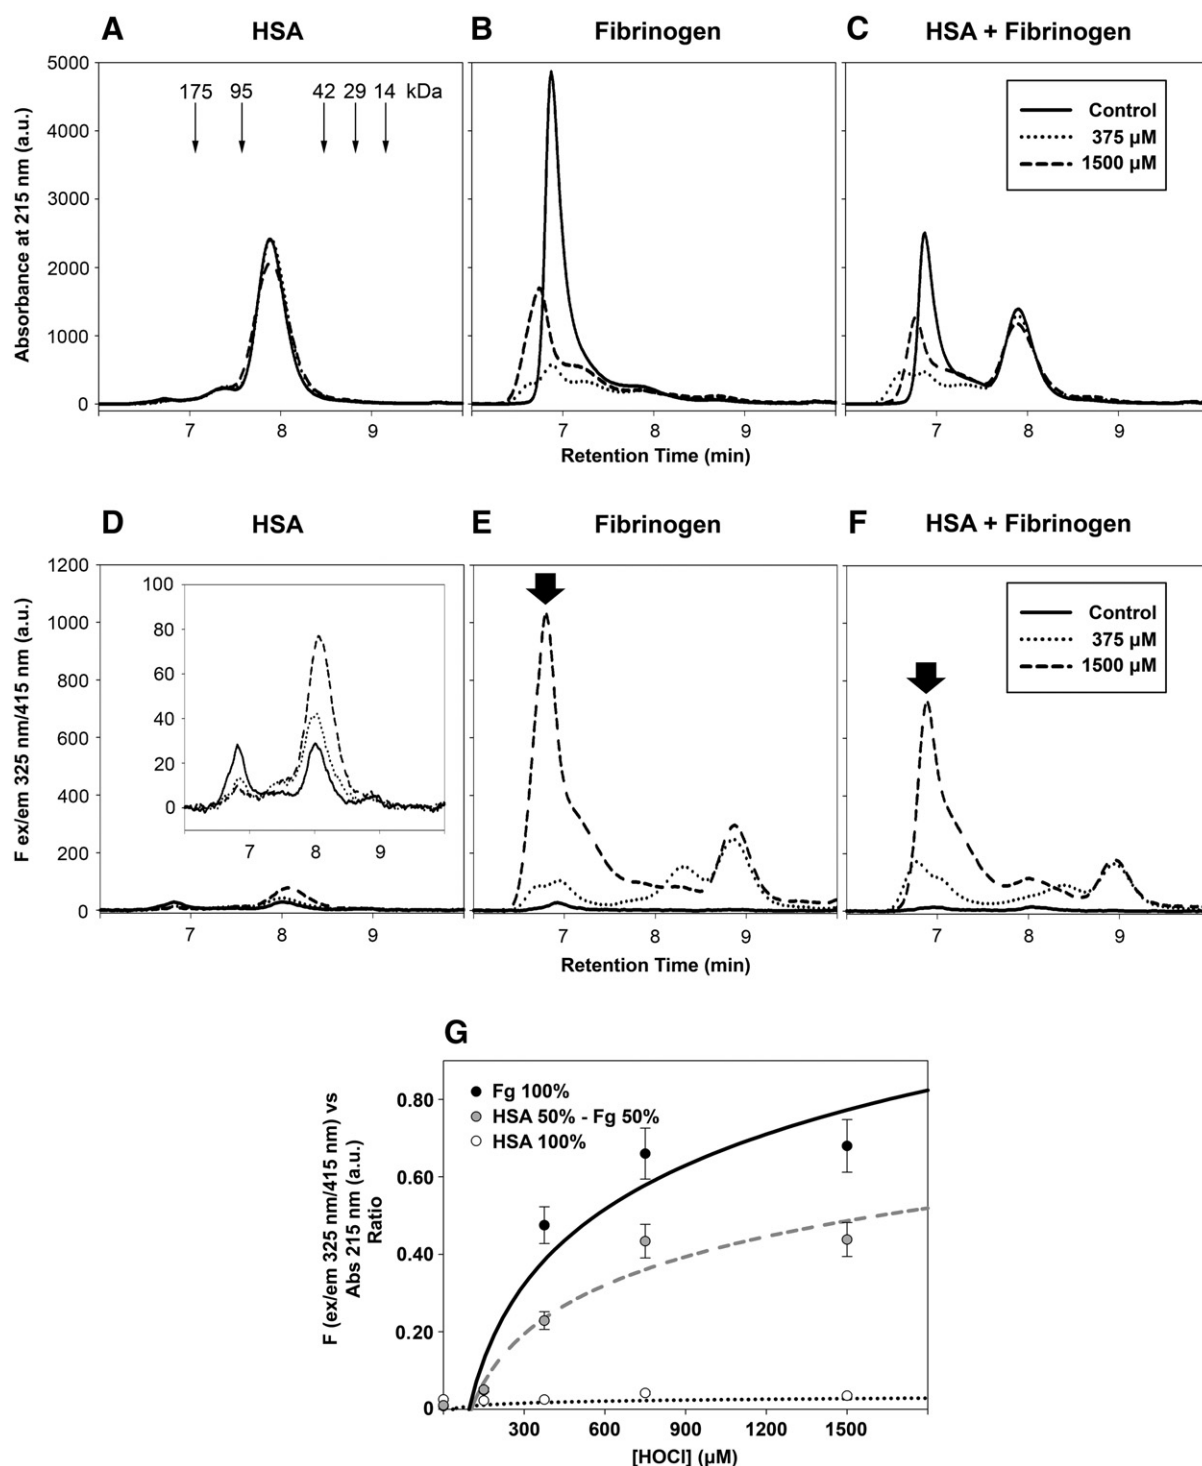 A HSA
B Fibrinogen
C HSA + Fibrinogen
Absorbance at 215 nm (a.u.)
5000
4000
3000
2000
1000
0
175 95 42 29 14 kDa
Control
375 µM
1500 µM
7 8 9
7 8 9
7 8 9
Retention Time (min)
D HSA
E Fibrinogen
F HSA + Fibrinogen
F ex/em 325 nm/415 nm (a.u.)
1200
1000
800
600
400
200
0
100
80
60
40
20
0
7 8 9
Control
375 µM
1500 µM
7 8 9
7 8 9
7 8 9
Retention Time (min)
G
F (ex/em 325 nm/415 nm) vs
Abs 215 nm (a.u.)
Ratio
0.80
0.60
0.40
0.20
0
Fg 100%
HSA 50% - Fg 50%
HSA 100%
300 600 900 1200 1500
[HOCl] (µM)